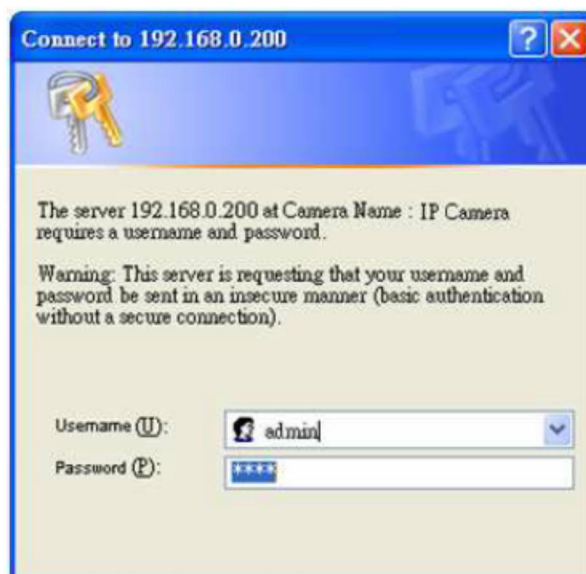 Connect to 192.168.0.200
The server 192.168.0.200 at Camera Name : IP Camera
requires a username and password.
Warning: This server is requesting that your username and
password be sent in an insecure manner (basic authentication
without a secure connection).
Username (U):
admin
Password (P):
****